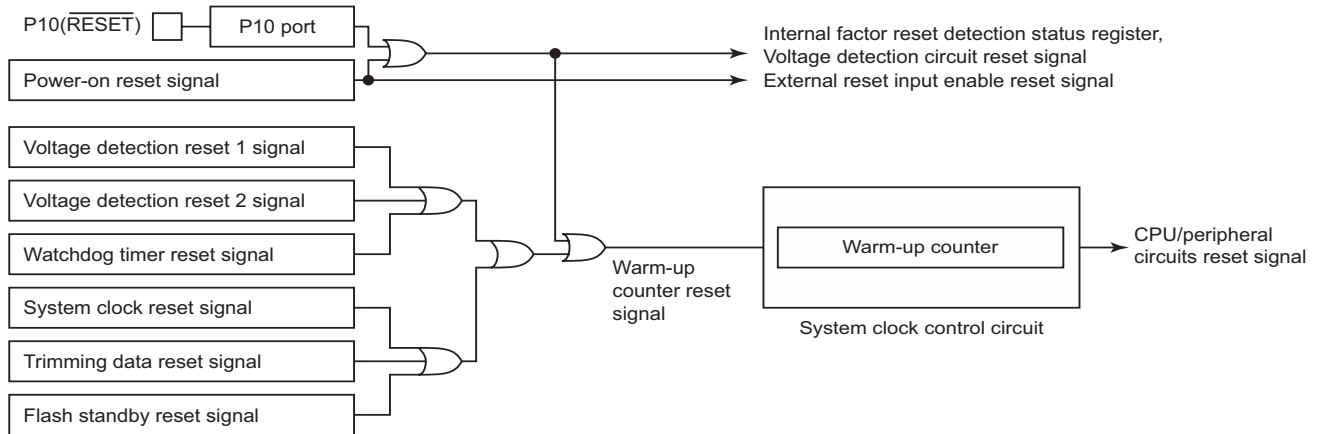 P10(RESET)
P10 port
Internal factor reset detection status register,
Voltage detection circuit reset signal
Power-on reset signal
External reset input enable reset signal
Voltage detection reset 1 signal
Voltage detection reset 2 signal
Watchdog timer reset signal
Warm-up counter
CPU/peripheral
circuits reset signal
Warm-up
counter reset
signal
System clock reset signal
System clock control circuit
Trimming data reset signal
Flash standby reset signal